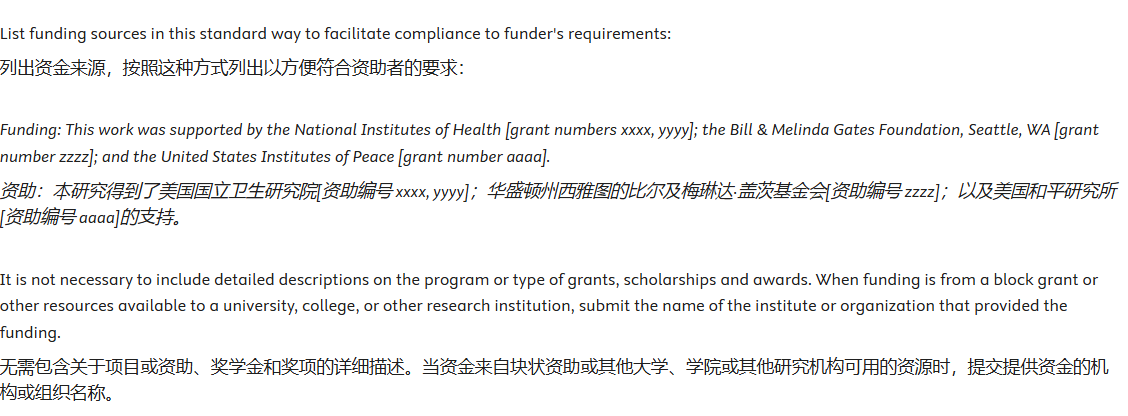 List funding sources in this standard way to facilitate compliance to funder's requirements:
列出资金来源，按照这种方式列出以方便符合资助者的要求：
Funding: This work was supported by the National Institutes of Health [grant numbers xxxx, yyyy]; the Bill & Melinda Gates Foundation, Seattle, WA [grant
number zzzz]; and the United States Institutes of Peace [grant number aaaa].
资助：本研究得到了美国国立卫生研究院[资助编号 xxxx, yyyy]；华盛顿州西雅图的比尔及梅琳达·盖茨基金会[资助编号 zzzz]；以及美国和平研究所
[资助编号 aaaa]的支持。
It is not necessary to include detailed descriptions on the program or type of grants, scholarships and awards. When funding is from a block grant or
other resources available to a university, college, or other research institution, submit the name of the institute or organization that provided the
funding.
无需包含关于项目或资助、奖学金和奖项的详细描述。当资金来自块状资助或其他大学、学院或其他研究机构可用的资源时，提交提供资金的机
构或组织名称。